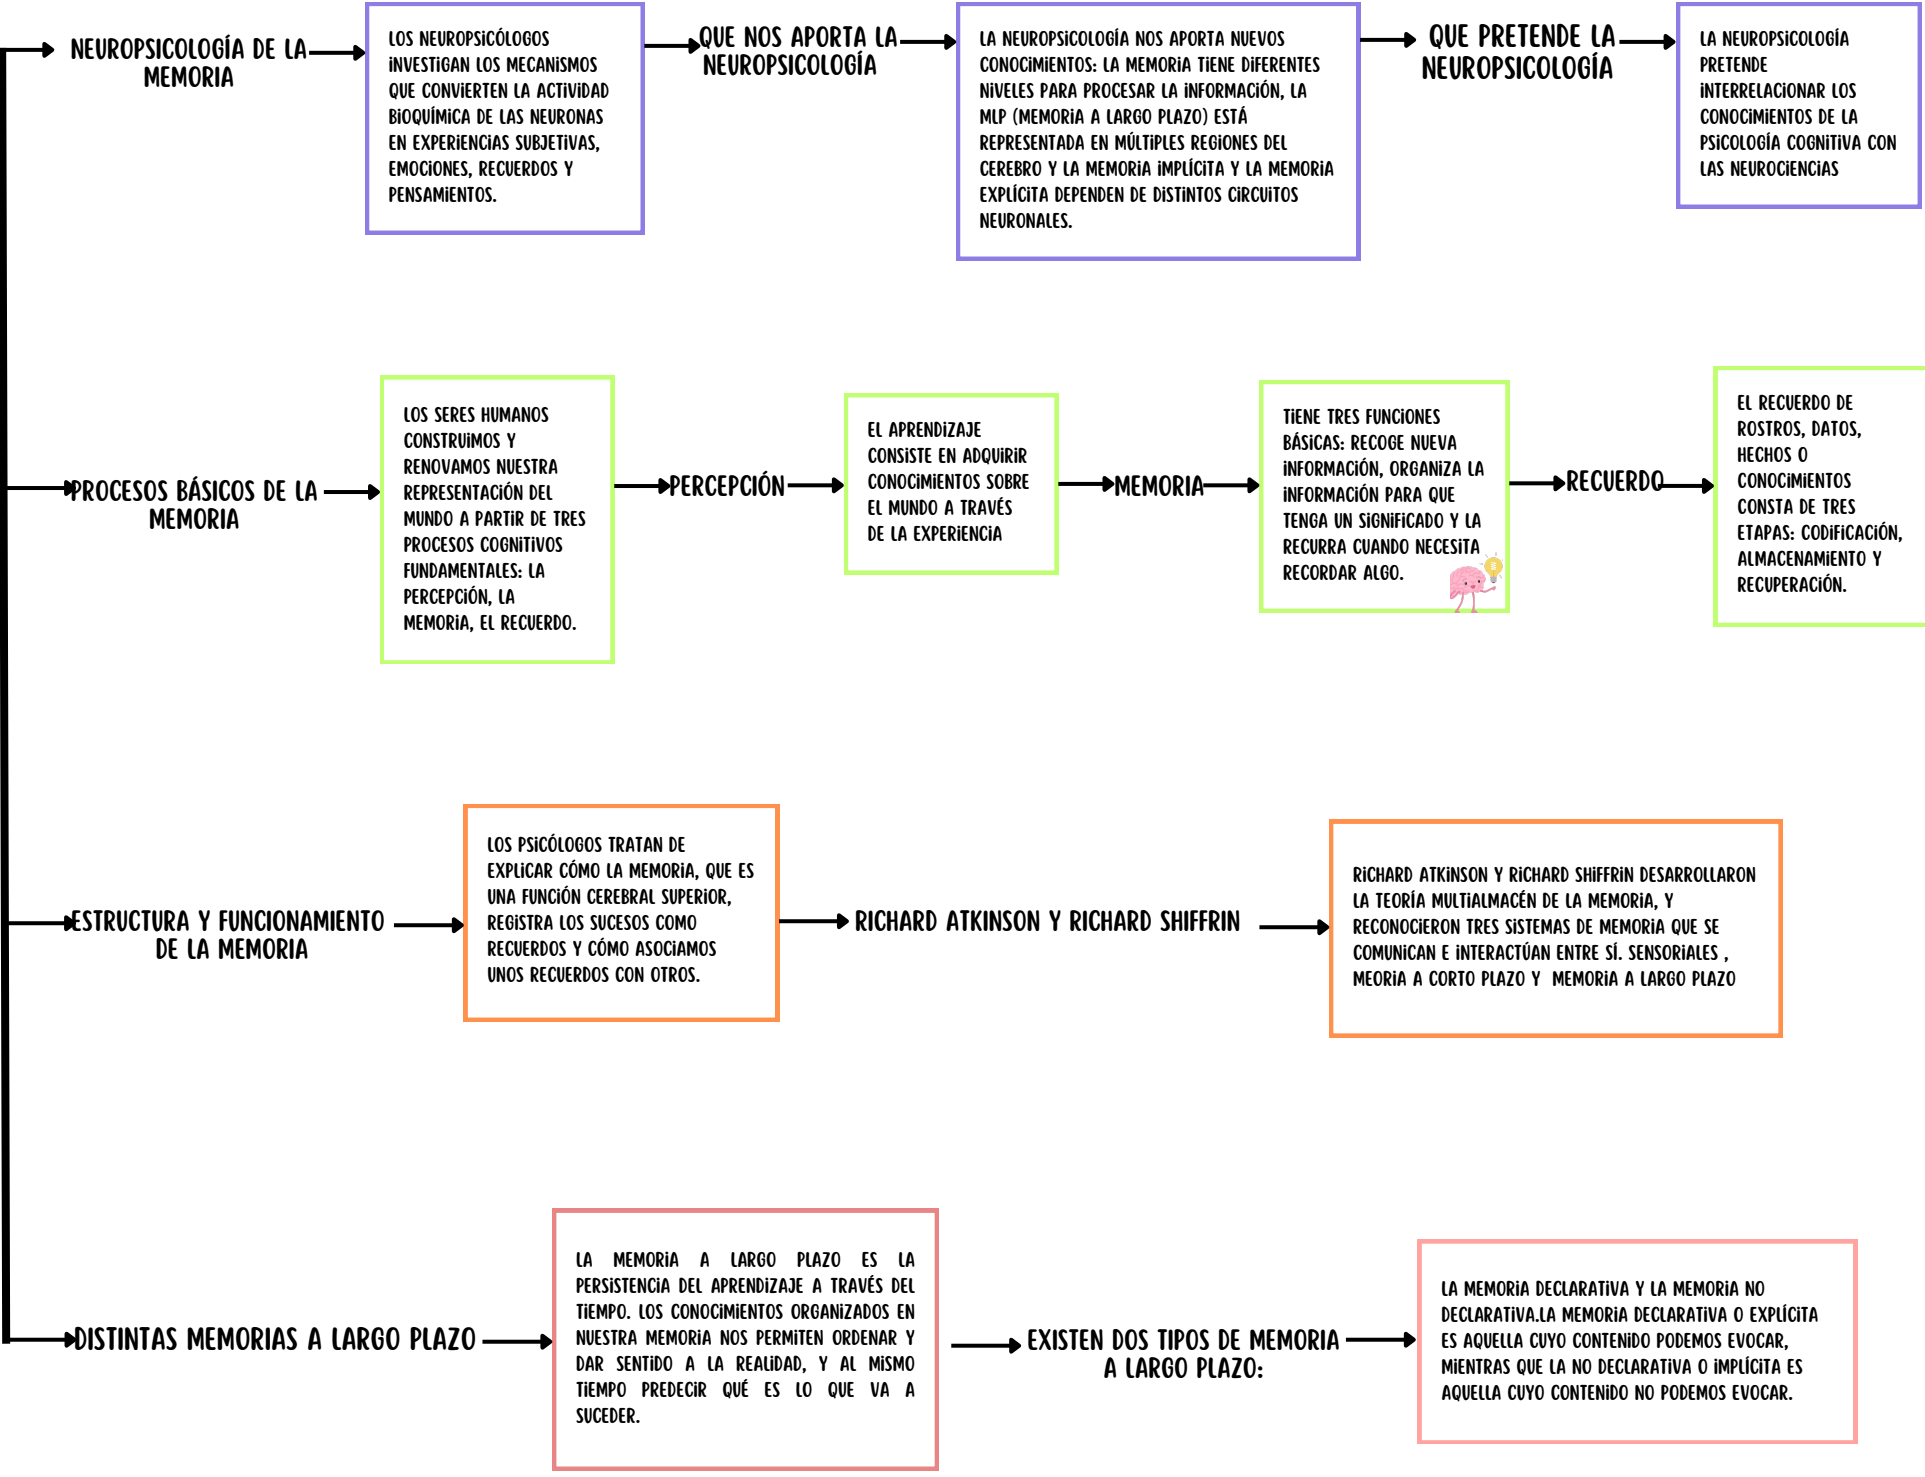 NEUROPSICOLOGÍA DE LA
MEMORIA
LOS NEUROPSICÓLOGOS
INVESTIGAN LOS MECANISMOS
QUE CONVIERTEN LA ACTIVIDAD
BIOQUÍMICA DE LAS NEURONAS
EN EXPERIENCIAS SUBJETIVAS,
EMOCIONES, RECUERDOS Y
PENSAMIENTOS.
QUE NOS APORTA LA
NEUROPSICOLOGÍA
LA NEUROPSICOLOGÍA NOS APORTA NUEVOS
CONOCIMIENTOS: LA MEMORIA TIENE DIFERENTES
NIVELES PARA PROCESAR LA INFORMACIÓN, LA
MLP (MEMORIA A LARGO PLAZO) ESTÁ
REPRESENTADA EN MÚLTIPLES REGIONES DEL
CEREBRO Y LA MEMORIA IMPLÍCITA Y LA MEMORIA
EXPLÍCITA DEPENDEN DE DISTINTOS CIRCUITOS
NEURONALES.
QUE PRETENDE LA
NEUROPSICOLOGÍA
LA NEUROPSICOLOGÍA
PRETENDE
INTERRELACIONAR LOS
CONOCIMIENTOS DE LA
PSICOLOGÍA COGNITIVA CON
LAS NEUROCIENCIAS
PROCESOS BÁSICOS DE LA
MEMORIA
LOS SERES HUMANOS
CONSTRUIMOS Y
RENOVAMOS NUESTRA
REPRESENTACIÓN DEL
MUNDO A PARTIR DE TRES
PROCESOS COGNITIVOS
FUNDAMENTALES: LA
PERCEPCIÓN, LA
MEMORIA, EL RECUERDO.
PERCEPCIÓN
EL APRENDIZAJE
CONSISTE EN ADQUIRIR
CONOCIMIENTOS SOBRE
EL MUNDO A TRAVÉS
DE LA EXPERIENCIA
MEMORIA
TIENE TRES FUNCIONES
BÁSICAS: RECOGE NUEVA
INFORMACIÓN, ORGANIZA LA
INFORMACIÓN PARA QUE
TENGA UN SIGNIFICADO Y LA
RECURRA CUANDO NECESITA
RECORDAR ALGO.
RECUERDO
EL RECUERDO DE
ROSTROS, DATOS,
HECHOS O
CONOCIMIENTOS
CONSTA DE TRES
ETAPAS: CODIFICACIÓN,
ALMACENAMIENTO Y
RECUPERACIÓN.
ESTRUCTURA Y FUNCIONAMIENTO
DE LA MEMORIA
LOS PSICÓLOGOS TRATAN DE
EXPLICAR CÓMO LA MEMORIA, QUE ES
UNA FUNCIÓN CEREBRAL SUPERIOR,
REGISTRA LOS SUCESOS COMO
RECUERDOS Y CÓMO ASOCIAMOS
UNOS RECUERDOS CON OTROS.
RICHARD ATKINSON Y RICHARD SHIFFRIN
RICHARD ATKINSON Y RICHARD SHIFFRIN DESARROLLARON
LA TEORÍA MULTIALMACÉN DE LA MEMORIA, Y
RECONOCIERON TRES SISTEMAS DE MEMORIA QUE SE
COMUNICAN E INTERACTÚAN ENTRE SÍ. SENSORIALES ,
MEORIA A CORTO PLAZO Y MEMORIA A LARGO PLAZO
DISTINTAS MEMORIAS A LARGO PLAZO
LA MEMORIA A LARGO PLAZO ES LA
PERSISTENCIA DEL APRENDIZAJE A TRAVÉS DEL
TIEMPO. LOS CONOCIMIENTOS ORGANIZADOS EN
NUESTRA MEMORIA NOS PERMITEN ORDENAR Y
DAR SENTIDO A LA REALIDAD, Y AL MISMO
TIEMPO PREDECIR QUÉ ES LO QUE VA A
SUCEDER.
EXISTEN DOS TIPOS DE MEMORIA
A LARGO PLAZO:
LA MEMORIA DECLARATIVA Y LA MEMORIA NO
DECLARATIVA.LA MEMORIA DECLARATIVA O EXPLÍCITA
ES AQUELLA CUYO CONTENIDO PODEMOS EVOCAR,
MIENTRAS QUE LA NO DECLARATIVA O IMPLÍCITA ES
AQUELLA CUYO CONTENIDO NO PODEMOS EVOCAR.